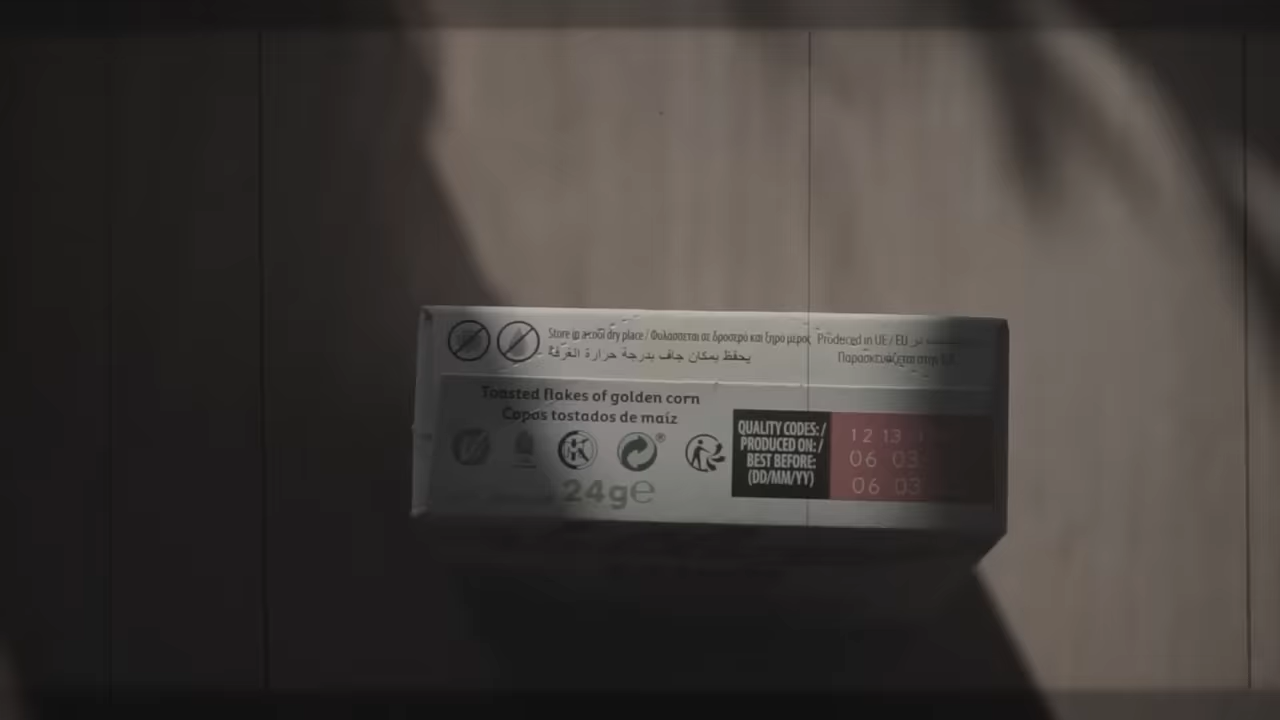 Store in a cool dry place / Φυλάσσεται σε δροσερό και ξηρό μέρος
Produced in UE / EU
يحفظ بمكان جاف بدرجة حرارة الغرفة
Παρασκευάζεται στην
Toasted flakes of golden corn
Copos tostados de maíz
QUALITY CODES: /
PRODUCED ON: /
BEST BEFORE:
(DD/MM/YY)
12 13
06 03
06 03
24g℮